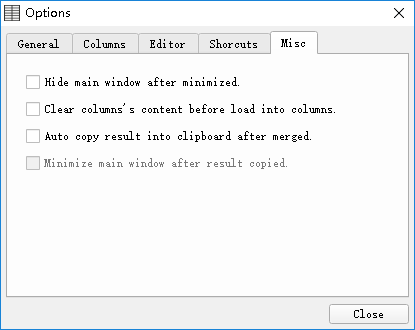 Options
General
Columns
Editor
Shorcuts
Misc
Hide main window after minimized.
Clear columns's content before load into columns.
Auto copy result into clipboard after merged.
Minimize main window after result copied.
Close